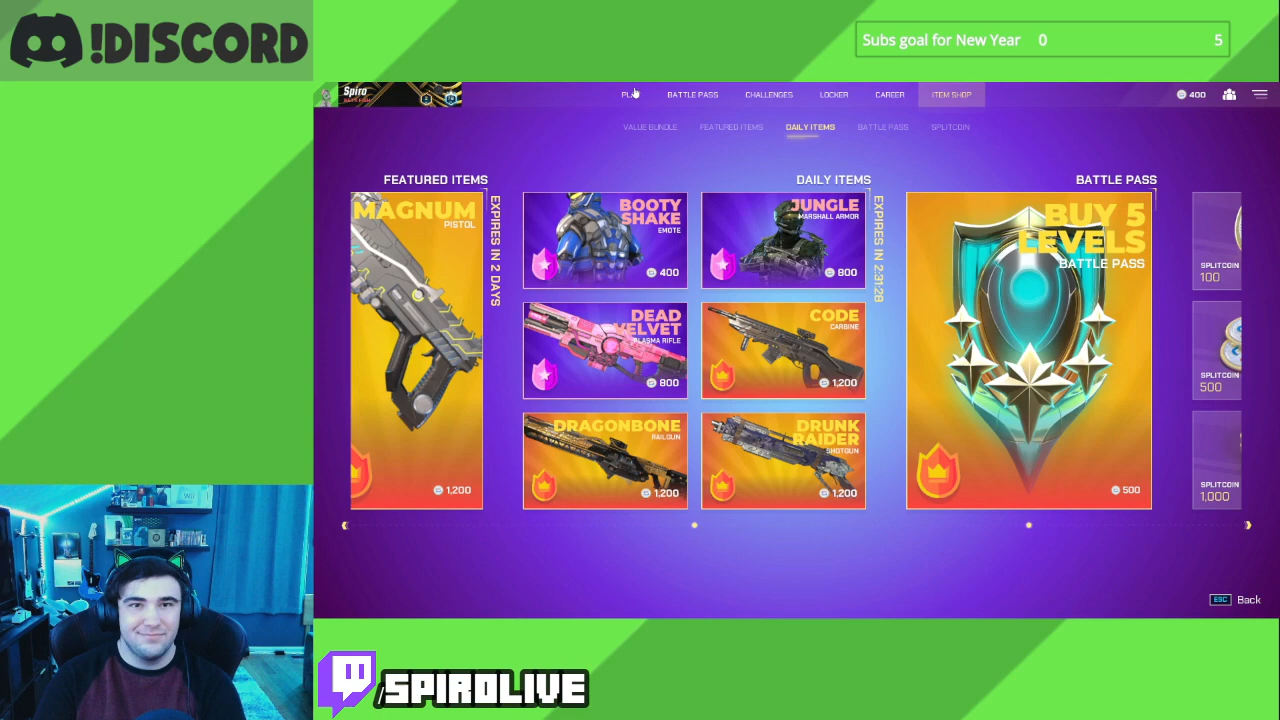 !DISCORD
Subs goal for New Year 0 5
Spiro
PLAY BATTLE PASS CHALLENGES LOCKER CAREER ITEM SHOP
400
VALUE BUNDLE FEATURED ITEMS DAILY ITEMS BATTLE PASS SPLITCOIN
FEATURED ITEMS
MAGNUM
PISTOL
1,200
EXPIRES IN 2 DAYS
DAILY ITEMS
BOOTY
SHAKE
EMOTE
400
JUNGLE
MARSHALL ARMOR
800
DEAD
VELVET
PLASMA RIFLE
800
CODE
CARBINE
1,200
DRAGONBONE
RAILGUN
1,200
DRUNK
RAIDER
SHOTGUN
1,200
EXPIRES IN 2:31:28
BATTLE PASS
BUY 5
LEVELS
BATTLE PASS
500
SPLITCOIN
100
SPLITCOIN
500
SPLITCOIN
1,000
ESC Back
/SPIROLIVE